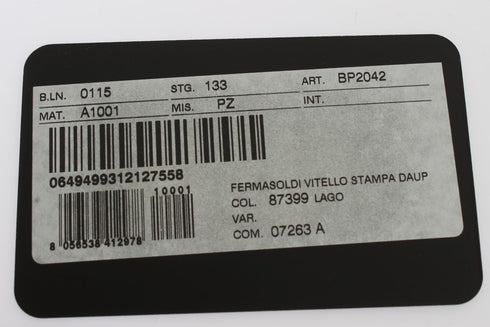 B.LN. 0115 STG. 133 ART. BP2042
MAT. A1001 MIS. PZ INT.
0649499312127558
10001
8 056538 412978
FERMASOLDI VITELLO STAMPA DAUP
COL. 87399 LAGO
VAR.
COM. 07263 A